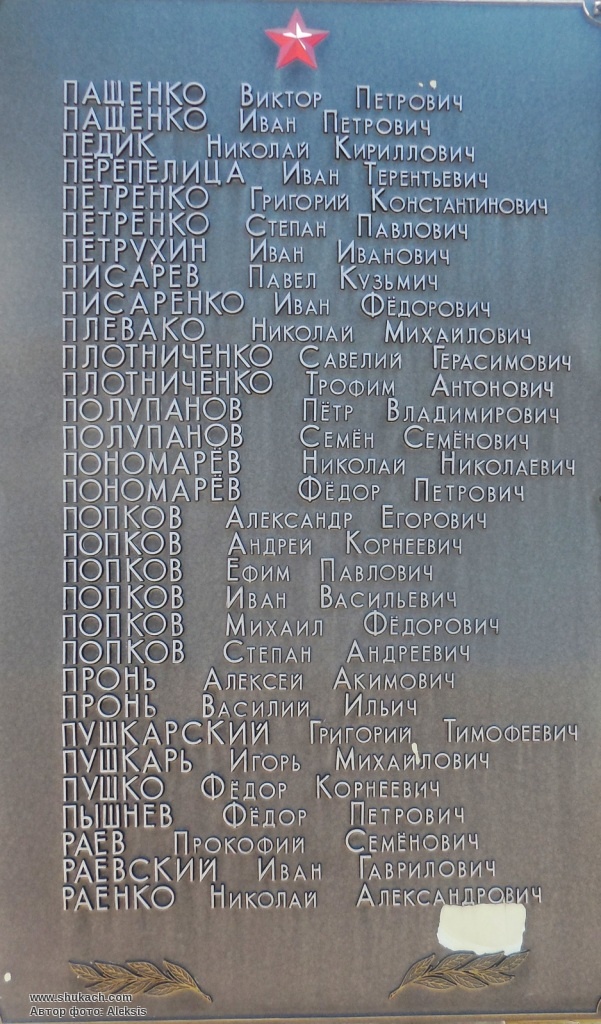 ПАЩЕНКО Виктор Петрович
ПАЩЕНКО Иван Петрович
ПЕДИК Николай Кириллович
ПЕРЕПЕЛИЦА Иван Терентьевич
ПЕТРЕНКО Григорий Константинович
ПЕТРЕНКО Степан Павлович
ПЕТРУХИН Иван Иванович
ПИСАРЕВ Павел Кузьмич
ПИСАРЕНКО Иван Фёдорович
ПЛЕВАКО Николай Михайлович
ПЛОТНИЧЕНКО Савелий Герасимович
ПЛОТНИЧЕНКО Трофим Антонович
ПОЛУПАНОВ Пётр Владимирович
ПОЛУПАНОВ Семён Семёнович
ПОНОМАРЁВ Николай Николаевич
ПОНОМАРЁВ Фёдор Петрович
ПОПКОВ Александр Егорович
ПОПКОВ Андрей Корнеевич
ПОПКОВ Ефим Павлович
ПОПКОВ Иван Васильевич
ПОПКОВ Михаил Фёдорович
ПОПКОВ Степан Андреевич
ПРОНЬ Алексей Акимович
ПРОНЬ Василий Ильич
ПУШКАРСКИЙ Григорий Тимофеевич
ПУШКАРЬ Игорь Михайлович
ПУШКО Фёдор Корнеевич
ПЫШНЕВ Фёдор Петрович
РАЕВ Прокофий Семёнович
РАЕВСКИЙ Иван Гаврилович
РАЕНКО Николай Александрович
www.shukach.com
Автор фото: Aleksis